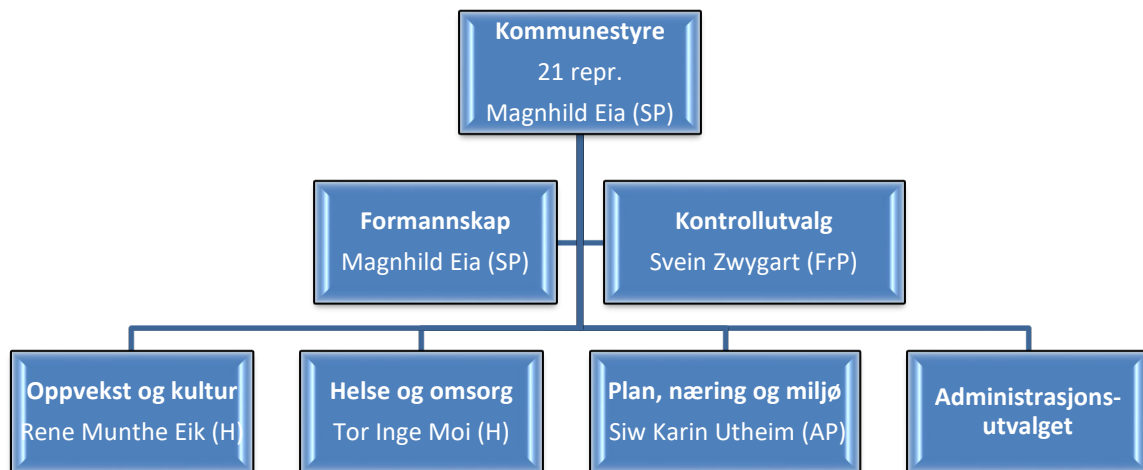 Kommunestyre
21 repr.
Magnhild Eia (SP)
Formannskap
Magnhild Eia (SP)
Kontrollutvalg
Svein Zwygart (FrP)
Oppvekst og kultur
Rene Munthe Eik (H)
Helse og omsorg
Tor Inge Moi (H)
Plan, næring og miljø
Siw Karin Utheim (AP)
Administrasjons-
utvalget